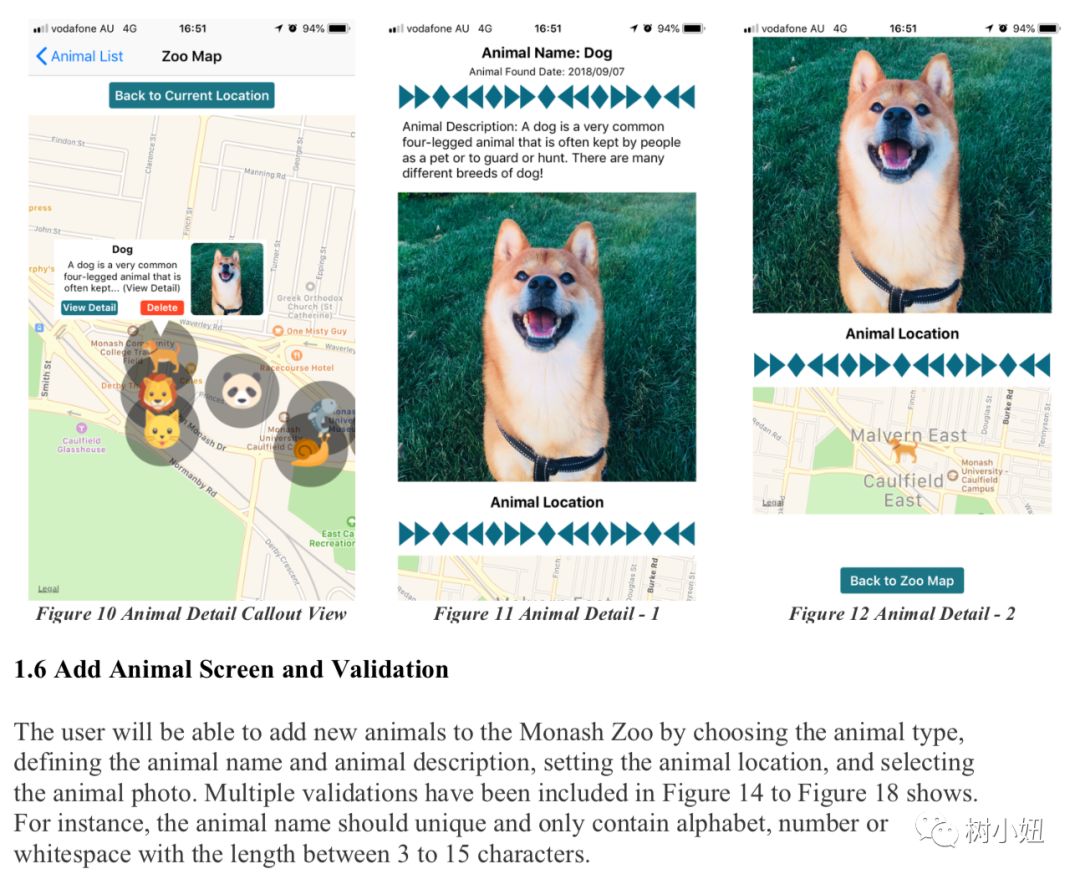 vodafone AU 4G 16:51 94%
Animal List Zoo Map
Back to Current Location
Findon St
Clarence St
George St
Manning Rd
Finch St
press
John St
Dog
A dog is a very common
four-legged animal that is
often kept... (View Detail)
View Detail Delete
Turner St
Epping St
Greek Orthodox
Church (St
Catherine)
Waverley Rd
One Misty Guy
Waverley
Racecourse Hotel
Smith St
Caulfield
Glasshouse
Normanby Rd
Monash
University
Caulfield
East Ca
Recreation
Derby Crescent
Legal
Figure 10 Animal Detail Callout View
vodafone AU 4G 16:51 94%
Animal Name: Dog
Animal Found Date: 2018/09/07
Animal Description: A dog is a very common
four-legged animal that is often kept by people
as a pet or to guard or hunt. There are many
different breeds of dog!
Animal Location
Finch
Douglas St
Burke Rd
Figure 11 Animal Detail - 1
vodafone AU 4G 16:51 94%
Animal Location
Finch
Douglas St
Burke Rd
Tennyson St
Malvern East
Caulfield
East
Monash
University -
Caulfield
Campus
Legal
Back to Zoo Map
Figure 12 Animal Detail - 2
1.6 Add Animal Screen and Validation
The user will be able to add new animals to the Monash Zoo by choosing the animal type,
defining the animal name and animal description, setting the animal location, and selecting
the animal photo. Multiple validations have been included in Figure 14 to Figure 18 shows.
For instance, the animal name should unique and only contain alphabet, number or
whitespace with the length between 3 to 15 characters.
树小妞